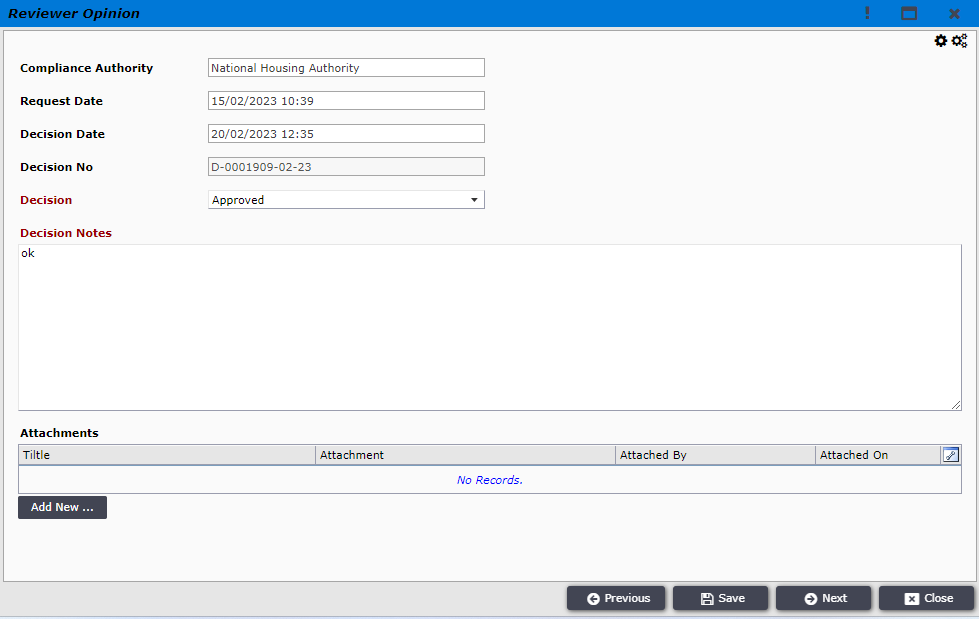 Reviewer Opinion
Compliance Authority National Housing Authority
Request Date 15/02/2023 10:39
Decision Date 20/02/2023 12:35
Decision No D-0001909-02-23
Decision Approved
Decision Notes
ok
Attachments
Tiltle Attachment Attached By Attached On
No Records.
Add New ...
Previous Save Next Close